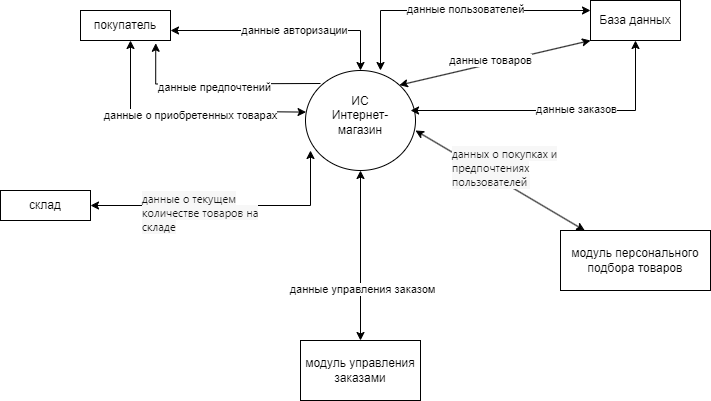 покупатель
данные пользователей
База данных
данные авторизации
данные товаров
данные предпочтений
ИС
Интернет-
магазин
данные о приобретенных товарах
данные заказов
данных о покупках и
предпочтениях
пользователей
склад
данные о текущем
количестве товаров на
складе
модуль персонального
подбора товаров
данные управления заказом
модуль управления
заказами